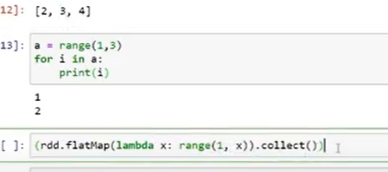 12]: [2, 3, 4]
13]: a = range(1,3)
for i in a:
print(i)
1
2
[ ]: (rdd.flatMap(lambda x: range(1, x)).collect())